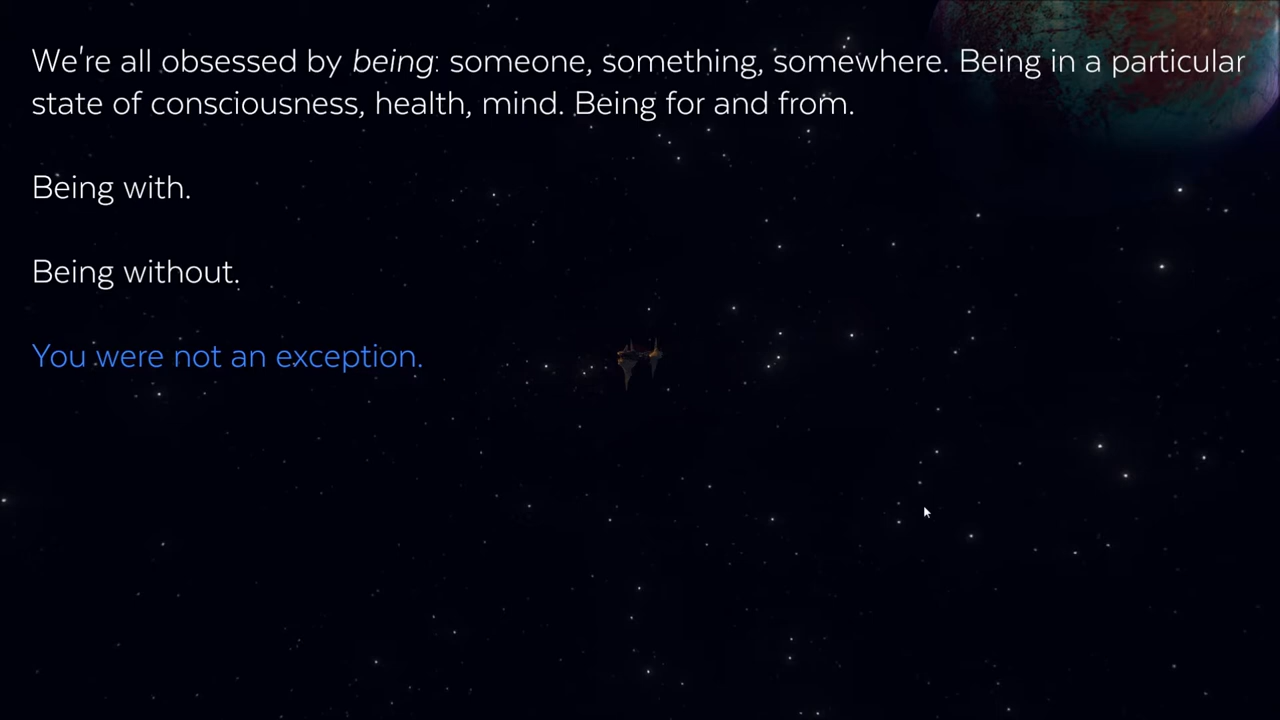 We're all obsessed by being: someone, something, somewhere. Being in a particular
state of consciousness, health, mind. Being for and from.
Being with.
Being without.
You were not an exception.